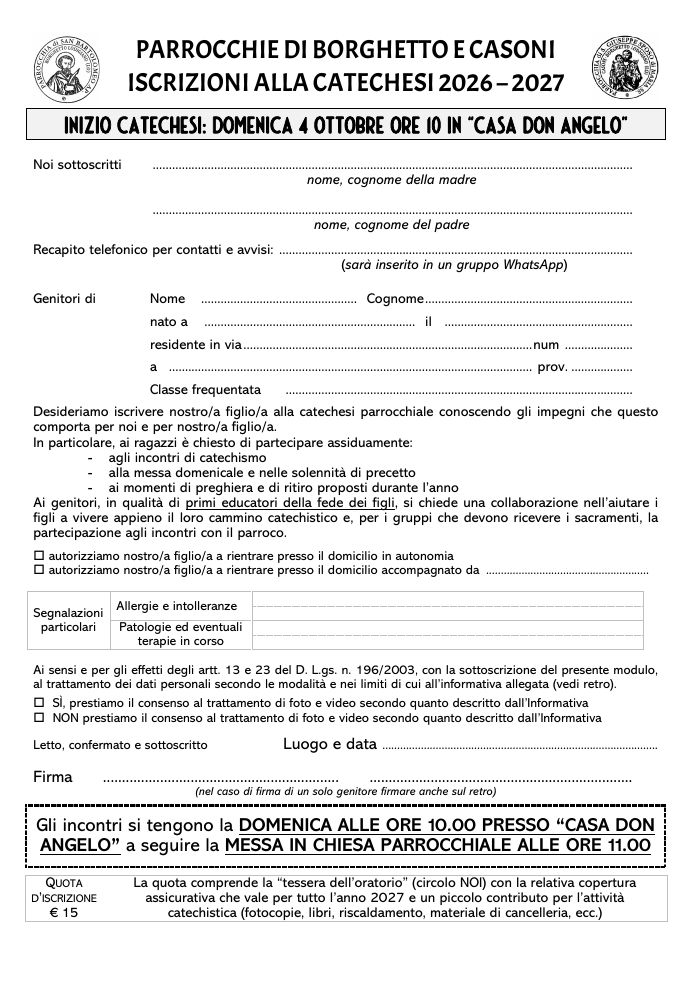 PARROCCHIE DI BORGHETTO E CASONI
ISCRIZIONI ALLA CATECHESI 2026 – 2027
INIZIO CATECHESI: DOMENICA 4 OTTOBRE ORE 10 IN "CASA DON ANGELO"
Noi sottoscritti ................................................................
nome, cognome della madre
................................................................
nome, cognome del padre
Recapito telefonico per contatti e avvisi: ................................................................
(sarà inserito in un gruppo WhatsApp)
Genitori di Nome ................................ Cognome................................
nato a ................................ il ................................
residente in via................................num ................
a ................................ prov. ................
Classe frequentata ................................
Desideriamo iscrivere nostro/a figlio/a alla catechesi parrocchiale conoscendo gli impegni che questo
comporta per noi e per nostro/a figlio/a.
In particolare, ai ragazzi è chiesto di partecipare assiduamente:
- agli incontri di catechismo
- alla messa domenicale e nelle solennità di precetto
- ai momenti di preghiera e di ritiro proposti durante l'anno
Ai genitori, in qualità di primi educatori della fede dei figli, si chiede una collaborazione nell'aiutare i
figli a vivere appieno il loro cammino catechistico e, per i gruppi che devono ricevere i sacramenti, la
partecipazione agli incontri con il parroco.
☐ autorizziamo nostro/a figlio/a a rientrare presso il domicilio in autonomia
☐ autorizziamo nostro/a figlio/a a rientrare presso il domicilio accompagnato da ................................
Segnalazioni
particolari
Allergie e intolleranze
Patologie ed eventuali
terapie in corso
Ai sensi e per gli effetti degli artt. 13 e 23 del D. L.gs. n. 196/2003, con la sottoscrizione del presente modulo,
al trattamento dei dati personali secondo le modalità e nei limiti di cui all'informativa allegata (vedi retro).
☐ SÌ, prestiamo il consenso al trattamento di foto e video secondo quanto descritto dall'Informativa
☐ NON prestiamo il consenso al trattamento di foto e video secondo quanto descritto dall'Informativa
Letto, confermato e sottoscritto Luogo e data ................................
Firma ................................ ................................
(nel caso di firma di un solo genitore firmare anche sul retro)
Gli incontri si tengono la DOMENICA ALLE ORE 10.00 PRESSO "CASA DON
ANGELO" a seguire la MESSA IN CHIESA PARROCCHIALE ALLE ORE 11.00
QUOTA
D'ISCRIZIONE
€ 15
La quota comprende la "tessera dell'oratorio" (circolo NOI) con la relativa copertura
assicurativa che vale per tutto l'anno 2027 e un piccolo contributo per l'attività
catechistica (fotocopie, libri, riscaldamento, materiale di cancelleria, ecc.)